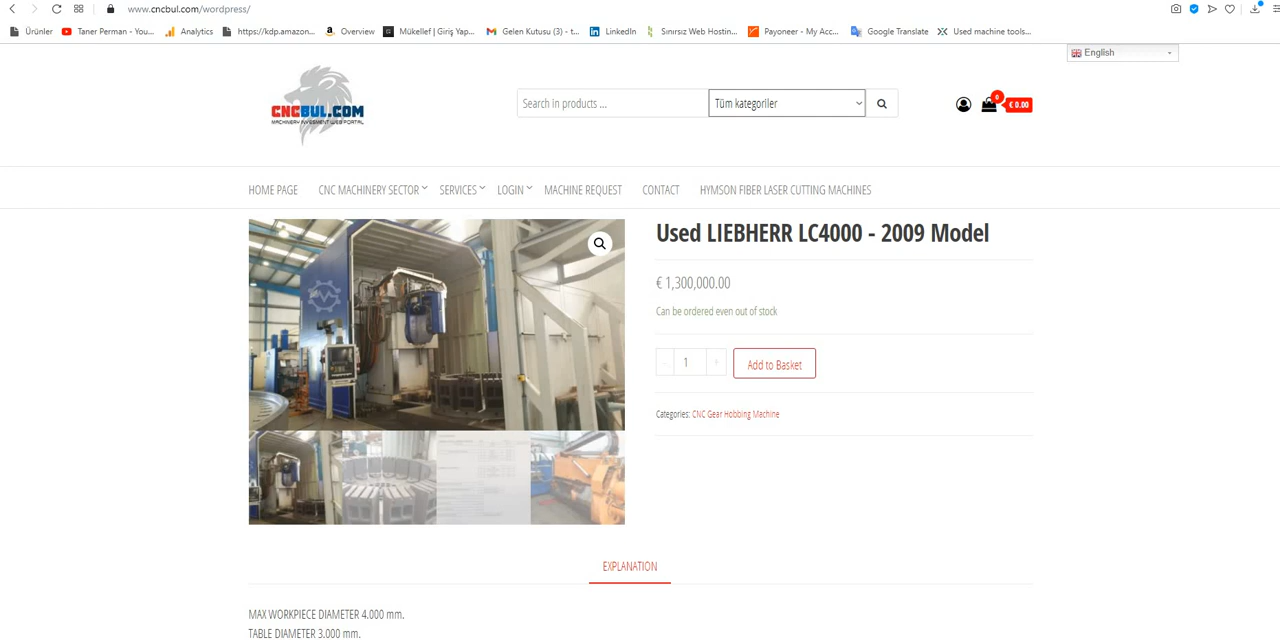 www.cncbul.com/wordpress/
Ürünler
Taner Perman - You...
Analytics
https://kdp.amazon...
Overview
Mükellef | Giriş Yap...
Gelen Kutusu (3) - t...
LinkedIn
Sınırsız Web Hostin...
Payoneer - My Acc...
Google Translate
Used machine tools...
English
CNCBUL.COM
MACHINERY INVESMENT WEB PORTAL
Search in products ...
Tüm kategoriler
0
€ 0.00
HOME PAGE
CNC MACHINERY SECTOR
SERVICES
LOGIN
MACHINE REQUEST
CONTACT
HYMSON FIBER LASER CUTTING MACHINES
Used LIEBHERR LC4000 - 2009 Model
€ 1,300,000.00
Can be ordered even out of stock
- 1 +
Add to Basket
Categories: CNC Gear Hobbing Machine
EXPLANATION
MAX WORKPIECE DIAMETER 4.000 mm.
TABLE DIAMETER 3.000 mm.